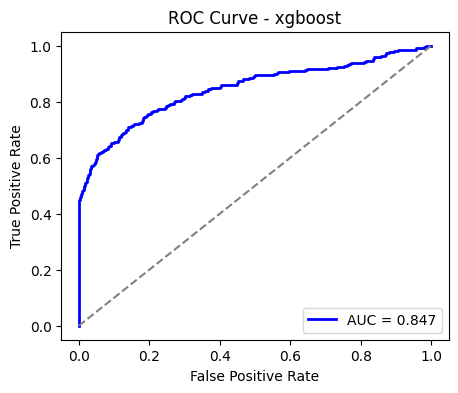 ROC Curve - xgboost
True Positive Rate
1.0
0.8
0.6
0.4
0.2
0.0
AUC = 0.847
0.0 0.2 0.4 0.6 0.8 1.0
False Positive Rate